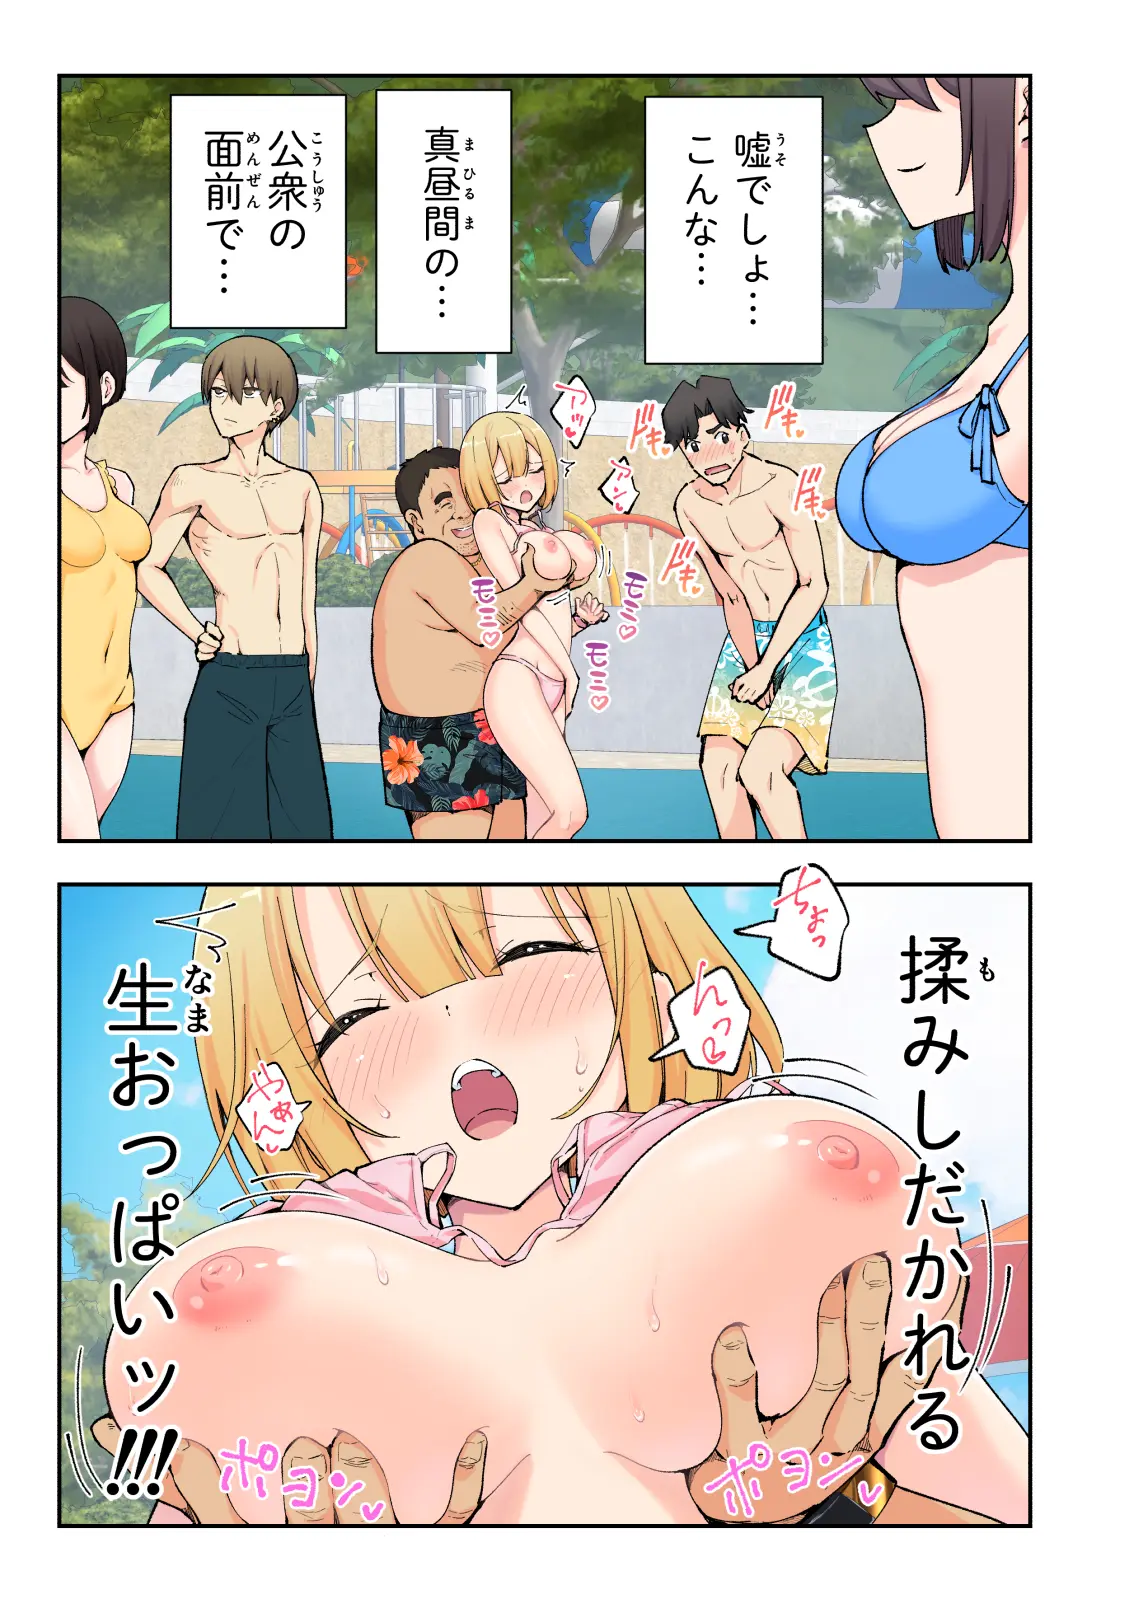 嘘でしょ…
こんな…
真昼間の…
公衆の
面前で…
アッ♡
アンッ♡
ドキ♡
ドキ♡
ドキ♡
ドキ♡
モミ♡
モミ♡
モミ♡
揉みしだかれる
ちょっ
んっ♡
やぁん♡
生おっぱいッ!!!
ポヨン♡
ポヨン♡